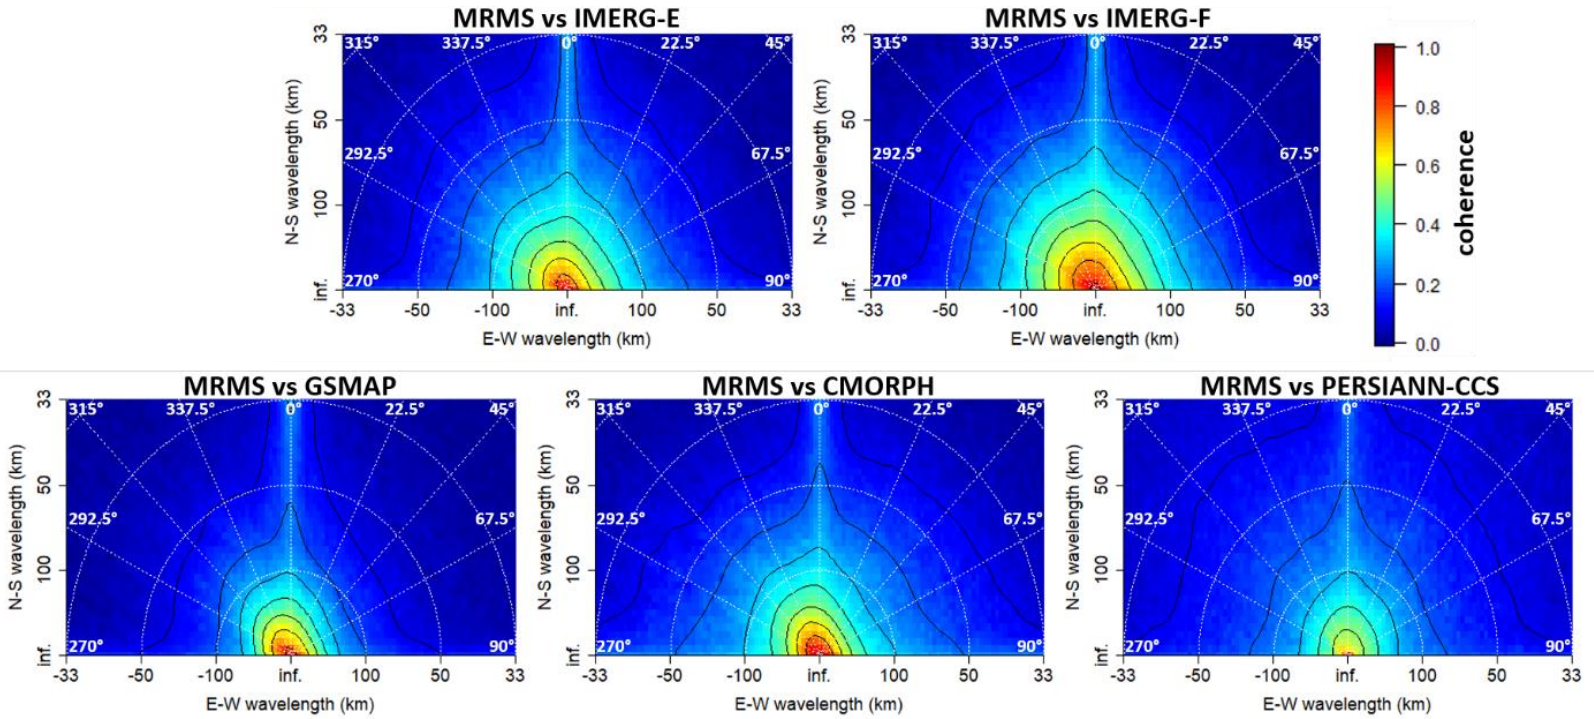 MRMS vs IMERG-E MRMS vs IMERG-F
33 315° 337.5° 0° 22.5° 45° 33 315° 337.5° 0° 22.5° 45° 1.0
N-S wavelength (km) 50 N-S wavelength (km) 50 0.8
292.5° 67.5° 292.5° 67.5° 0.6
100 100 0.4 coherence
0.2
inf. 270° 90° inf. 270° 90° 0.0
-33 -50 -100 inf. 100 50 33 -33 -50 -100 inf. 100 50 33
E-W wavelength (km) E-W wavelength (km)
MRMS vs GSMAP MRMS vs CMORPH MRMS vs PERSIANN-CCS
33 315° 337.5° 0° 22.5° 45° 33 315° 337.5° 0° 22.5° 45° 33 315° 337.5° 0° 22.5° 45°
N-S wavelength (km) 50 N-S wavelength (km) 50 N-S wavelength (km) 50
292.5° 67.5° 292.5° 67.5° 292.5° 67.5°
100 100 100
inf. 270° 90° inf. 270° 90° inf. 270° 90°
-33 -50 -100 inf. 100 50 33 -33 -50 -100 inf. 100 50 33 -33 -50 -100 inf. 100 50 33
E-W wavelength (km) E-W wavelength (km) E-W wavelength (km)